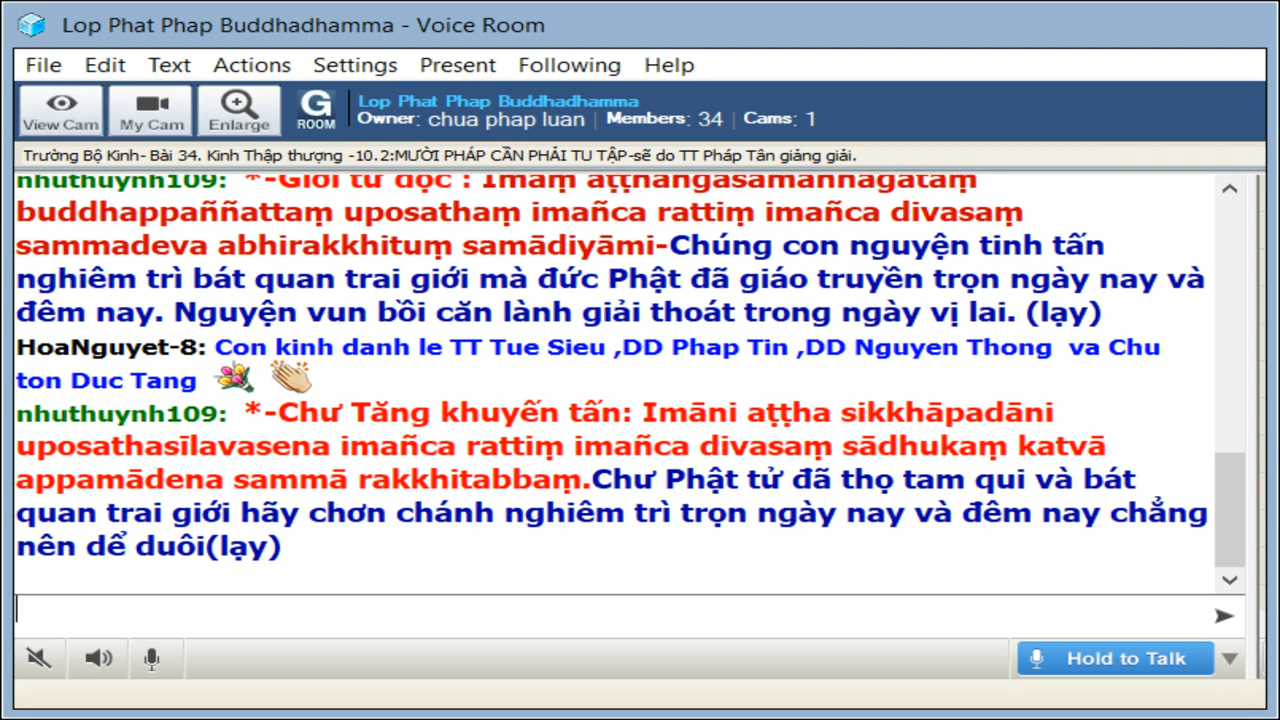 Lop Phat Phap Buddhadhamma - Voice Room
File Edit Text Actions Settings Present Following Help
View Cam My Cam Enlarge G ROOM
Lop Phat Phap Buddhadhamma
Owner: chua phap luan | Members: 34 | Cams: 1
Trường Bộ Kinh- Bài 34. Kinh Thập thượng -10.2:MƯỜI PHÁP CẦN PHẢI TU TẬP-sẽ do TT Pháp Tân giảng giải.
nhuthuynh109: *-Giới tử đọc : Imaṃ aṭṭhaṅgasamannāgataṃ
buddhappaññattaṃ uposathaṃ imañca rattiṃ imañca divasaṃ
sammadeva abhirakkhituṃ samādiyāmi-Chúng con nguyện tinh tấn
nghiêm trì bát quan trai giới mà đức Phật đã giáo truyền trọn ngày nay và
đêm nay. Nguyện vun bồi căn lành giải thoát trong ngày vị lai. (lạy)
HoaNguyet-8: Con kinh danh le TT Tue Sieu ,DD Phap Tin ,DD Nguyen Thong va Chu
ton Duc Tang
nhuthuynh109: *-Chư Tăng khuyến tấn: Imāni aṭṭha sikkhāpadāni
uposathasīlavasena imañca rattiṃ imañca divasaṃ sādhukaṃ katvā
appamādena sammā rakkhitabbaṃ.Chư Phật tử đã thọ tam qui và bát
quan trai giới hãy chơn chánh nghiêm trì trọn ngày nay và đêm nay chẳng
nên dể duôi(lạy)
Hold to Talk